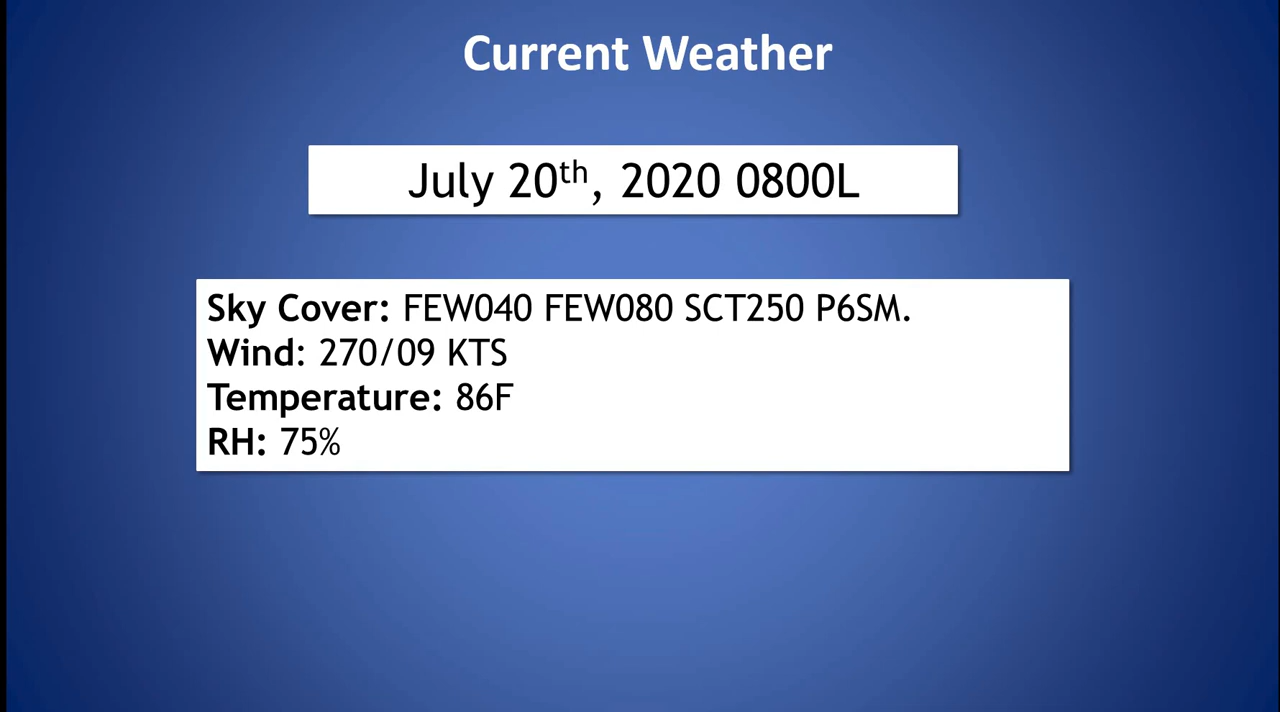 Current Weather
July 20th, 2020 0800L
Sky Cover: FEW040 FEW080 SCT250 P6SM.
Wind: 270/09 KTS
Temperature: 86F
RH: 75%